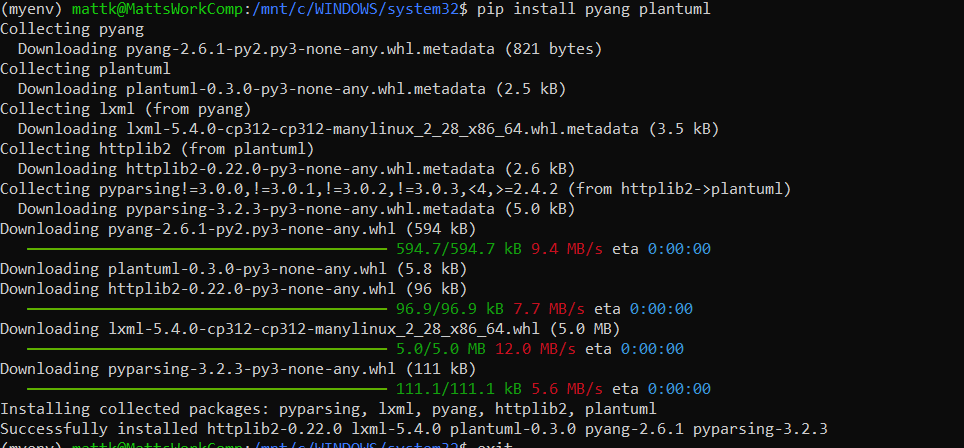 (myenv) mattk@MattsWorkComp:/mnt/c/WINDOWS/system32$ pip install pyang plantuml
Collecting pyang
  Downloading pyang-2.6.1-py2.py3-none-any.whl.metadata (821 bytes)
Collecting plantuml
  Downloading plantuml-0.3.0-py3-none-any.whl.metadata (2.5 kB)
Collecting lxml (from pyang)
  Downloading lxml-5.4.0-cp312-cp312-manylinux_2_28_x86_64.whl.metadata (3.5 kB)
Collecting httplib2 (from plantuml)
  Downloading httplib2-0.22.0-py3-none-any.whl.metadata (2.6 kB)
Collecting pyparsing!=3.0.0,!=3.0.1,!=3.0.2,!=3.0.3,<4,>=2.4.2 (from httplib2->plantuml)
  Downloading pyparsing-3.2.3-py3-none-any.whl.metadata (5.0 kB)
Downloading pyang-2.6.1-py2.py3-none-any.whl (594 kB)
594.7/594.7 kB 9.4 MB/s eta 0:00:00
Downloading plantuml-0.3.0-py3-none-any.whl (5.8 kB)
Downloading httplib2-0.22.0-py3-none-any.whl (96 kB)
96.9/96.9 kB 7.7 MB/s eta 0:00:00
Downloading lxml-5.4.0-cp312-cp312-manylinux_2_28_x86_64.whl (5.0 MB)
5.0/5.0 MB 12.0 MB/s eta 0:00:00
Downloading pyparsing-3.2.3-py3-none-any.whl (111 kB)
111.1/111.1 kB 5.6 MB/s eta 0:00:00
Installing collected packages: pyparsing, lxml, pyang, httplib2, plantuml
Successfully installed httplib2-0.22.0 lxml-5.4.0 plantuml-0.3.0 pyang-2.6.1 pyparsing-3.2.3
(myenv) mattk@MattsWorkComp:/mnt/c/WINDOWS/system32$ exit